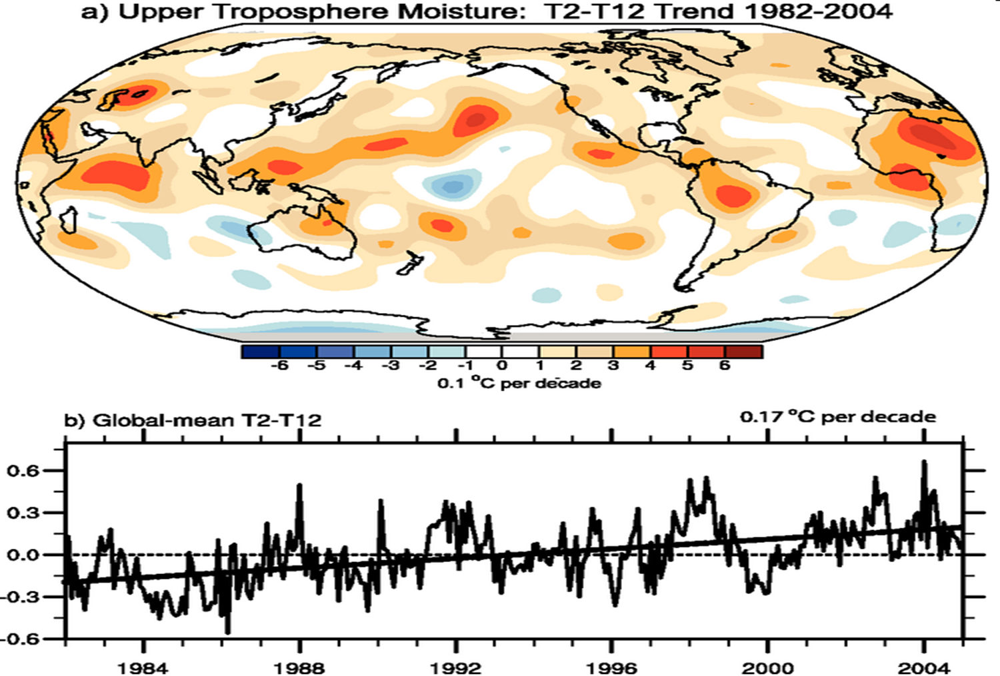 a) Upper Troposphere Moisture: T2-T12 Trend 1982-2004
-6 -5 -4 -3 -2 -1 0 1 2 3 4 5 6
0.1 °C per decade
b) Global-mean T2-T12 0.17 °C per decade
0.6
0.3
0.0
-0.3
-0.6
1984 1988 1992 1996 2000 2004